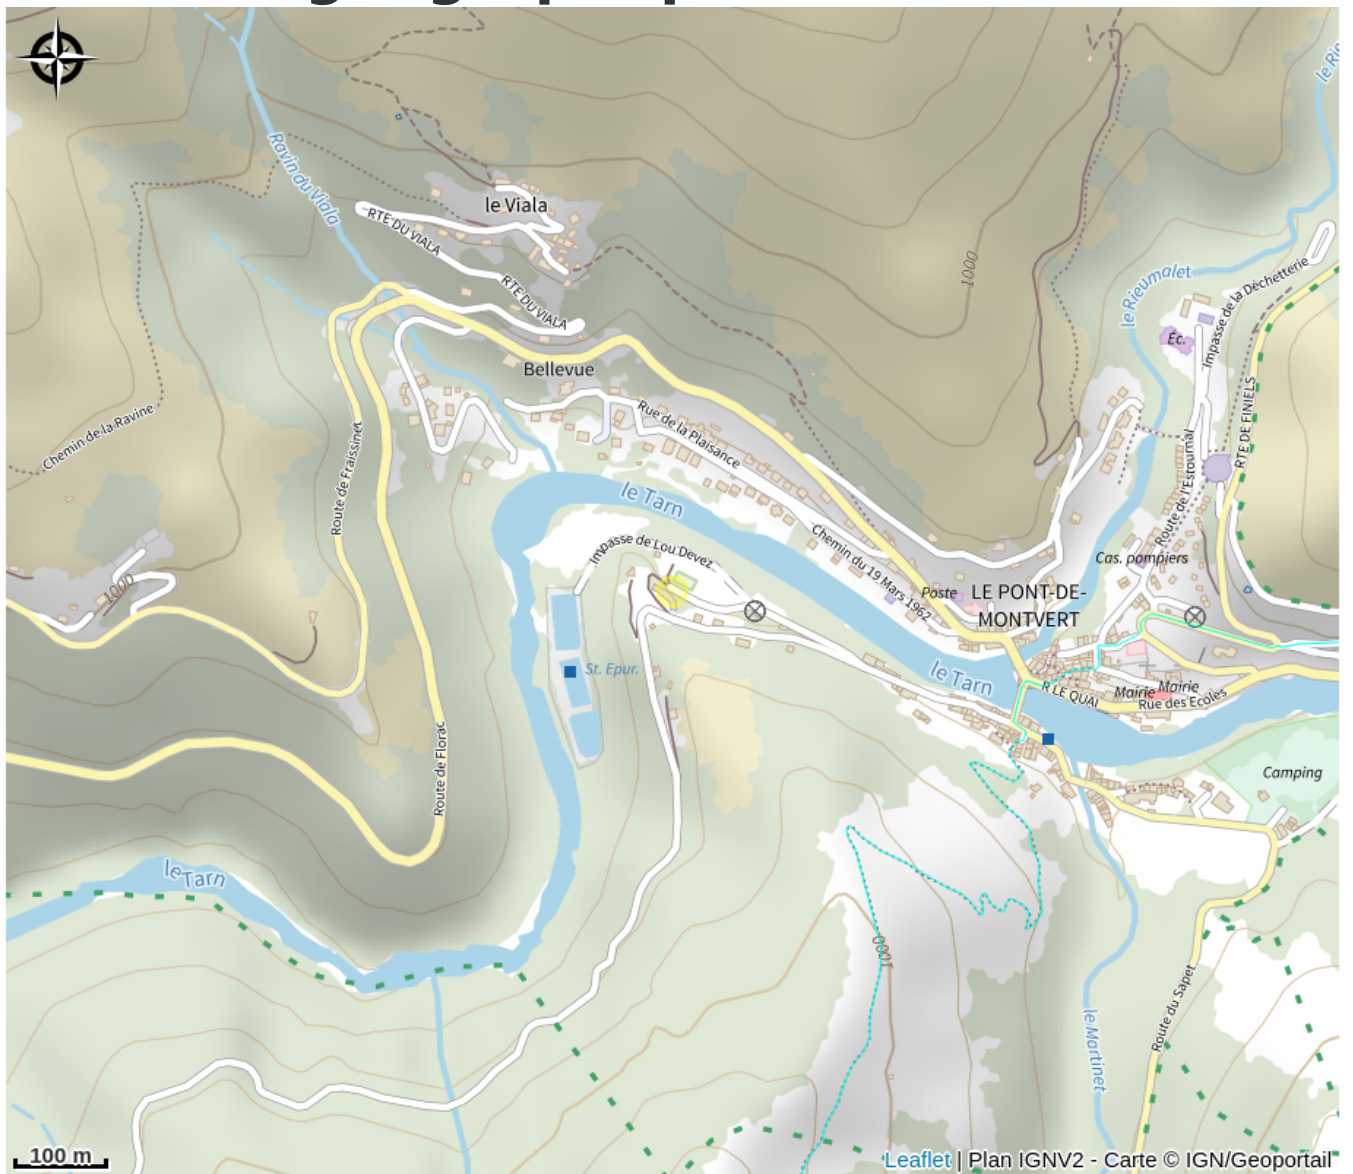 le Rie
Ravin du Viala
le Viala
RTE DU VIALA
RTE DU VIALA
1000
le Rieumalet
Impasse de la Déchetterie
Éc.
Bellevue
RTE DE FINIELS
Chemin de la Ravine
Rue de la Plaisance
Route de Fraissinet
Route de l'Estournal
le Tarn
Impasse de Lou Devez
Chemin du 19 Mars 1962
Cas. pompiers
1000
Poste
LE PONT-DE-
MONTVERT
St. Epur.
le Tarn
R LE QUAI
Mairie
Mairie
Rue des Ecoles
Route de Florac
Camping
le Tarn
1000
Route du Sapet
le Martinet
100 m
Leaflet | Plan IGNV2 - Carte © IGN/Geoportail